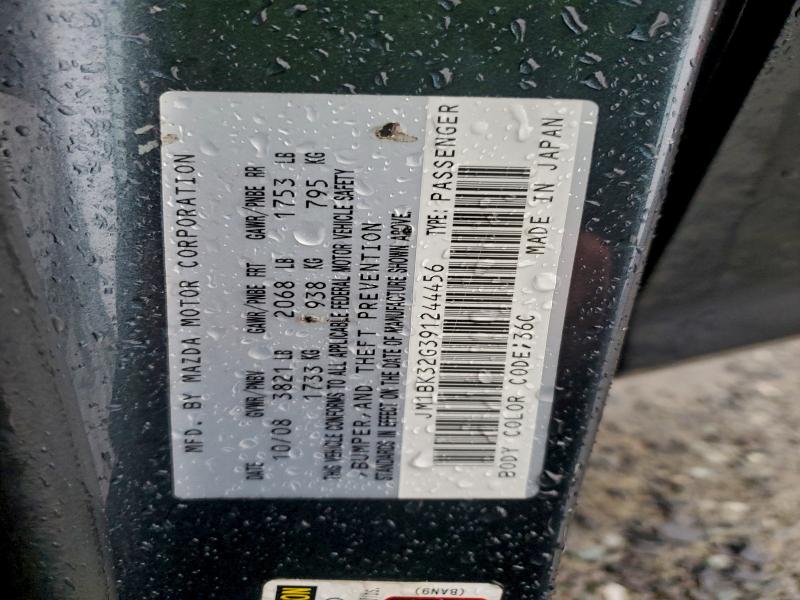 MFD. BY MAZDA MOTOR CORPORATION
DATE GVWR/PNBV GAWR/PNBE FRT GAWR/PNBE RR
10/08 3821 LB 2068 LB 1753 LB
1733 KG 938 KG 795 KG
THIS VEHICLE CONFORMS TO ALL APPLICABLE FEDERAL MOTOR VEHICLE SAFETY
/BUMPER/AND THEFT PREVENTION
STANDARDS IN EFFECT ON THE DATE OF MANUFACTURE SHOWN ABOVE.
JM1BK32G391244456 TYPE: PASSENGER
BODY COLOR CODE;36C MADE IN JAPAN
(BAN9)